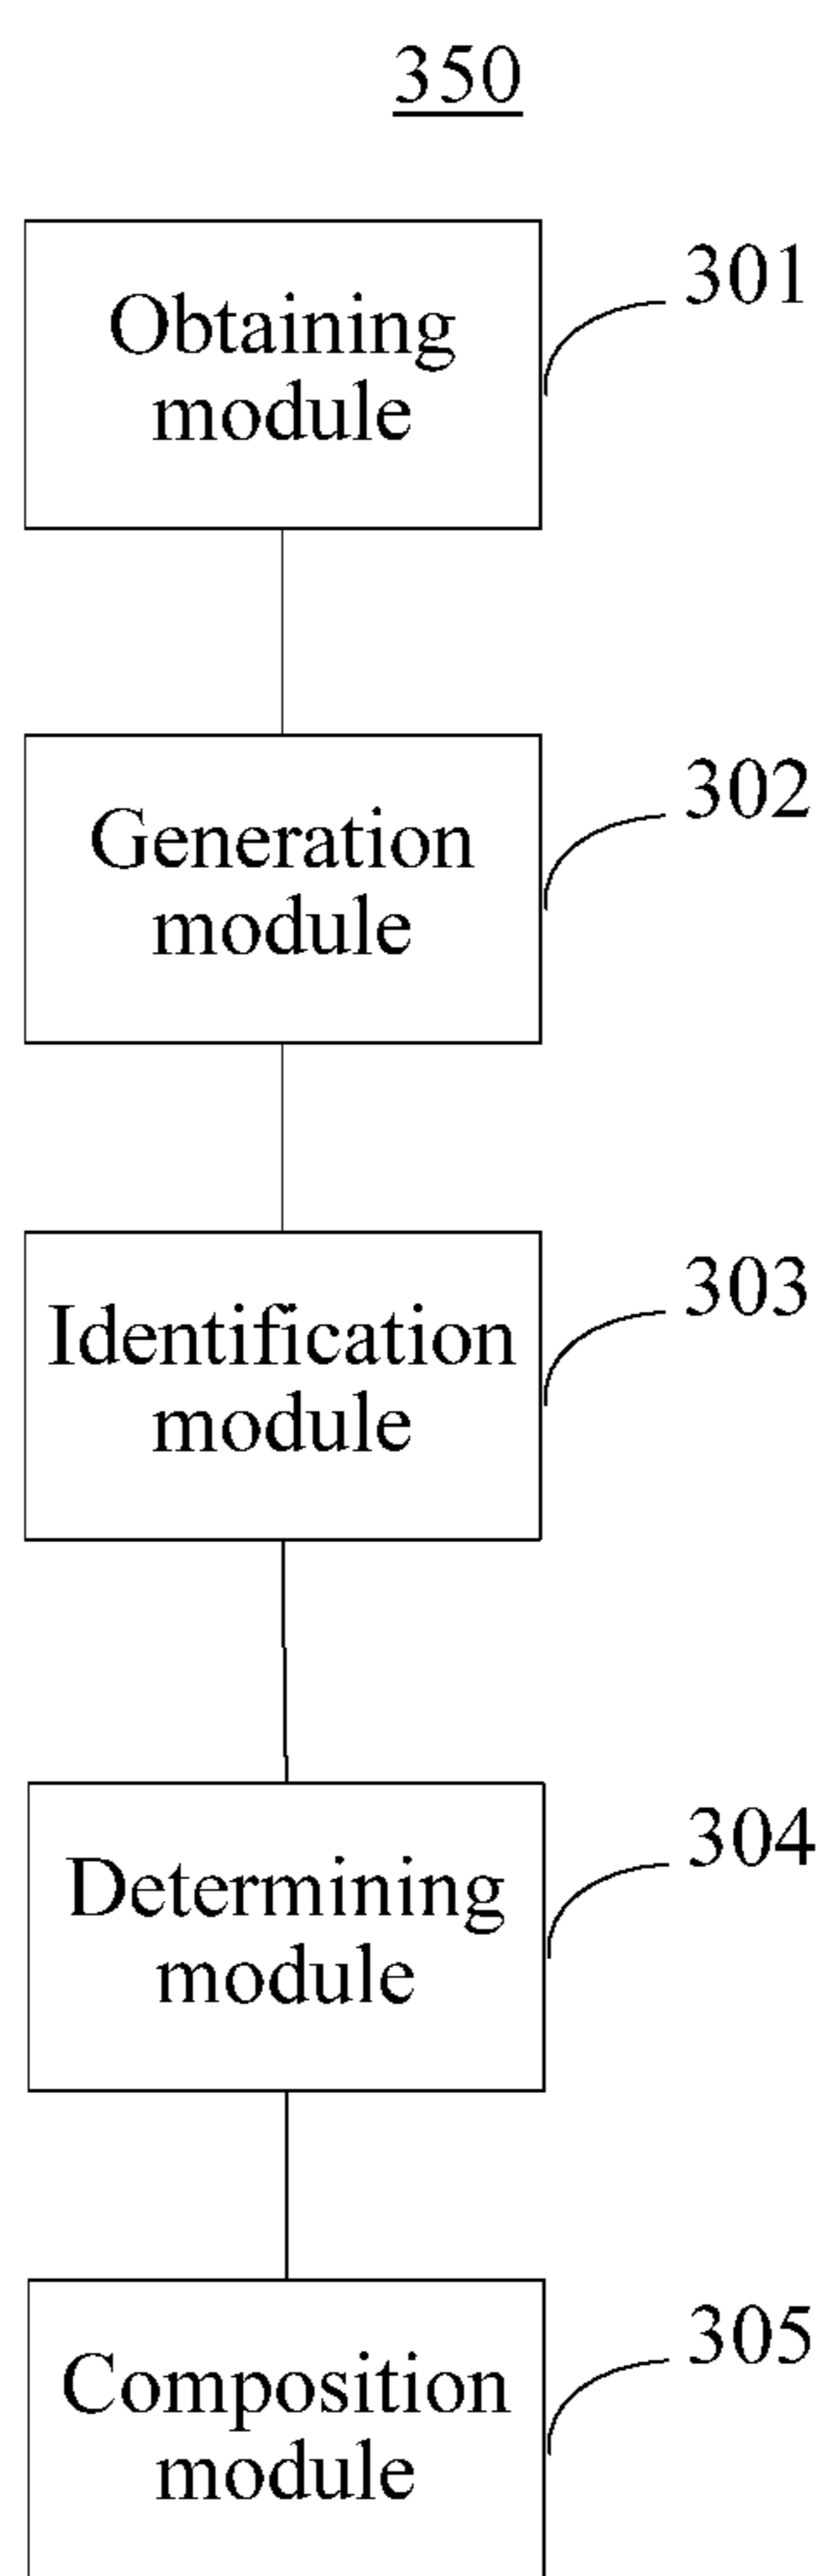 350
301
Obtaining
module
302
Generation
module
303
Identification
module
304
Determining
module
305
Composition
module